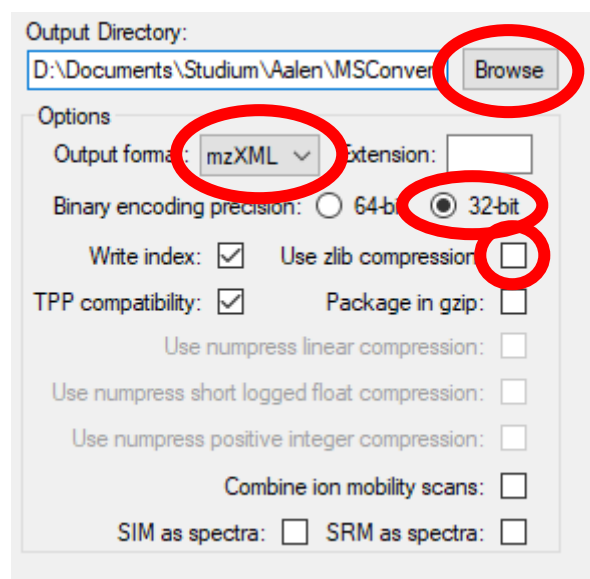 Output Directory:
D:\Documents\Studium\Aalen\MSConver Browse
Options
Output format: mzXML Extension:
Binary encoding precision: 64-bit 32-bit
Write index: Use zlib compression:
TPP compatibility: Package in gzip:
Use numpress linear compression:
Use numpress short logged float compression:
Use numpress positive integer compression:
Combine ion mobility scans:
SIM as spectra: SRM as spectra: